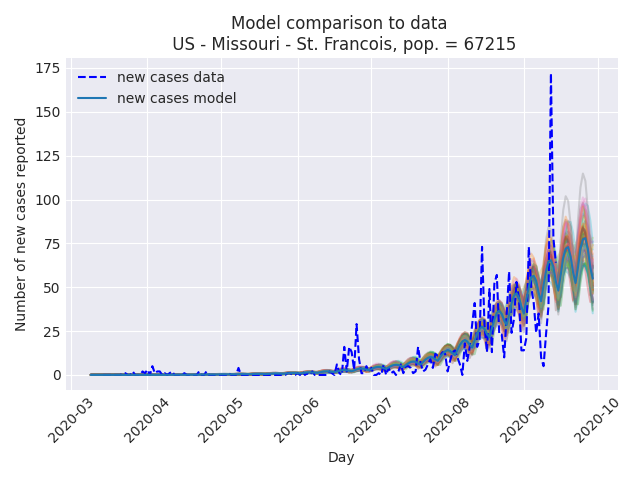 Model comparison to data
US - Missouri - St. Francois, pop. = 67215
new cases data
new cases model
Number of new cases reported
175
150
125
100
75
50
25
0
2020-03
2020-04
2020-05
2020-06
2020-07
2020-08
2020-09
2020-10
Day